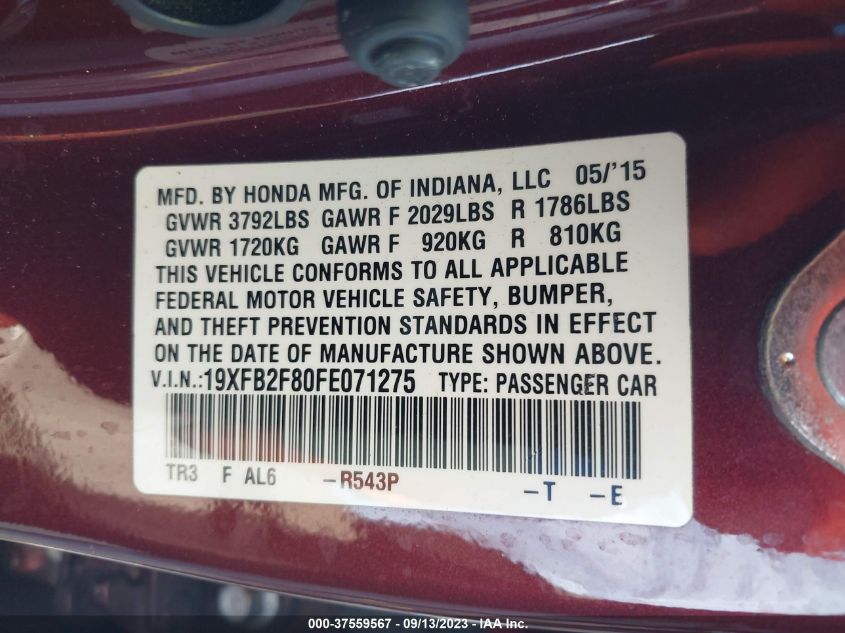 MFD. BY HONDA MFG. OF INDIANA, LLC 05/'15
GVWR 3792LBS GAWR F 2029LBS R 1786LBS
GVWR 1720KG GAWR F 920KG R 810KG
THIS VEHICLE CONFORMS TO ALL APPLICABLE
FEDERAL MOTOR VEHICLE SAFETY, BUMPER,
AND THEFT PREVENTION STANDARDS IN EFFECT
ON THE DATE OF MANUFACTURE SHOWN ABOVE.
V.I.N.:19XFB2F80FE071275 TYPE: PASSENGER CAR
TR3 F AL6 -R543P -T -E
000-37559567 - 09/13/2023 - IAA Inc.